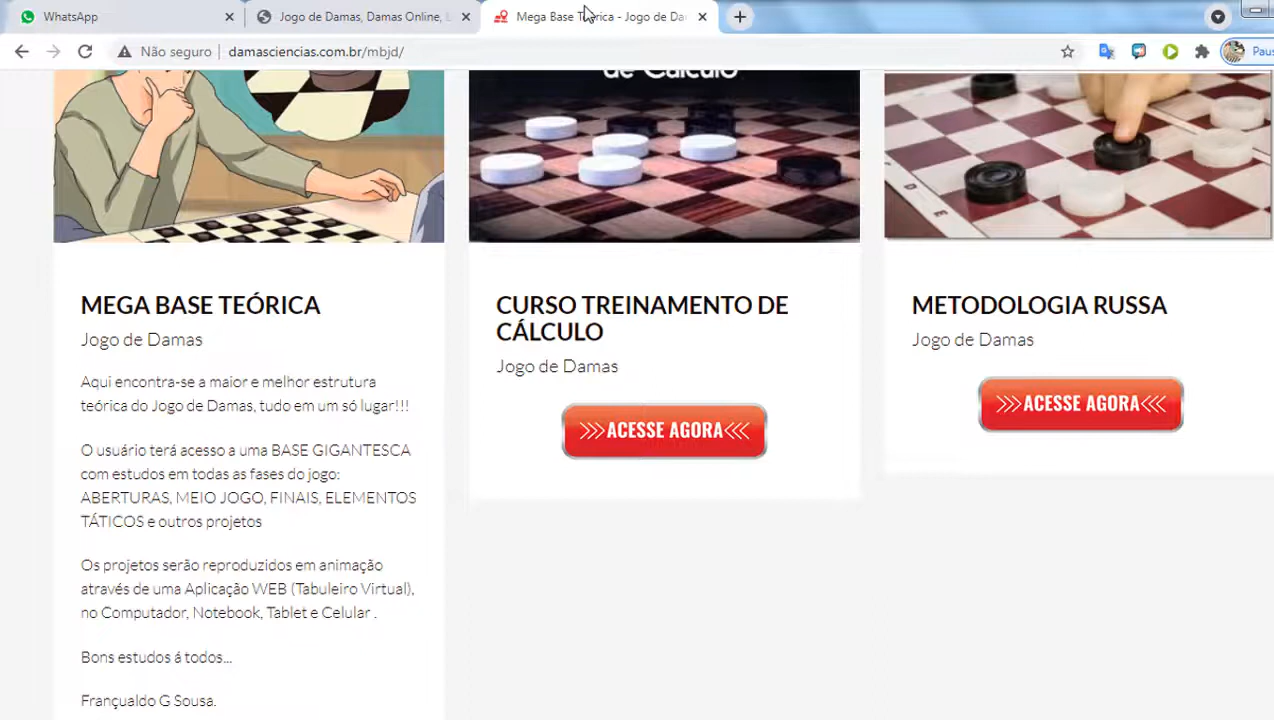 WhatsApp
Jogo de Damas, Damas Online,
Mega Base Teórica - Jogo de Da
Não seguro
damasciencias.com.br/mbjd/
Paus
de Cálculo
D
E
MEGA BASE TEÓRICA
Jogo de Damas
Aqui encontra-se a maior e melhor estrutura
teórica do Jogo de Damas, tudo em um só lugar!!!
O usuário terá acesso a uma BASE GIGANTESCA
com estudos em todas as fases do jogo:
ABERTURAS, MEIO JOGO, FINAIS, ELEMENTOS
TÁTICOS e outros projetos
Os projetos serão reproduzidos em animação
através de uma Aplicação WEB (Tabuleiro Virtual),
no Computador, Notebook, Tablet e Celular .
Bons estudos á todos...
Françualdo G Sousa.
CURSO TREINAMENTO DE
CÁLCULO
Jogo de Damas
>>>ACESSE AGORA<<<
METODOLOGIA RUSSA
Jogo de Damas
>>>ACESSE AGORA<<<